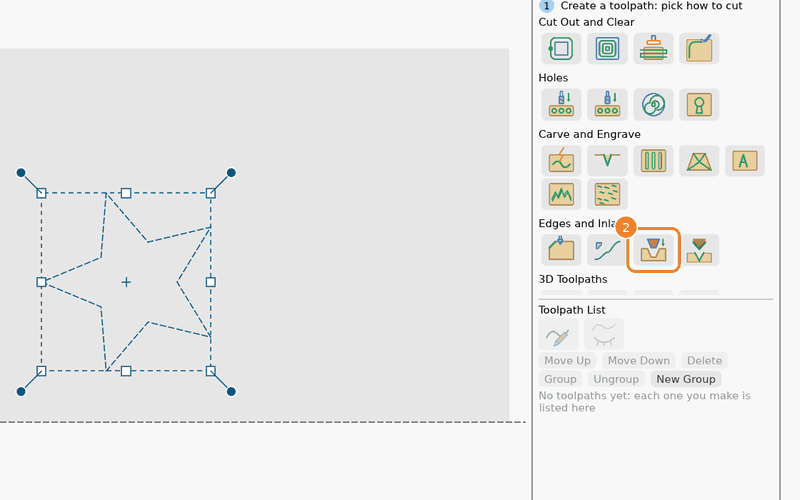 1 Create a toolpath: pick how to cut
Cut Out and Clear
Holes
Carve and Engrave
A
Edges and
2
3D Toolpaths
Toolpath List
Move Up Move Down Delete
Group Ungroup New Group
No toolpaths yet: each one you make is
listed here